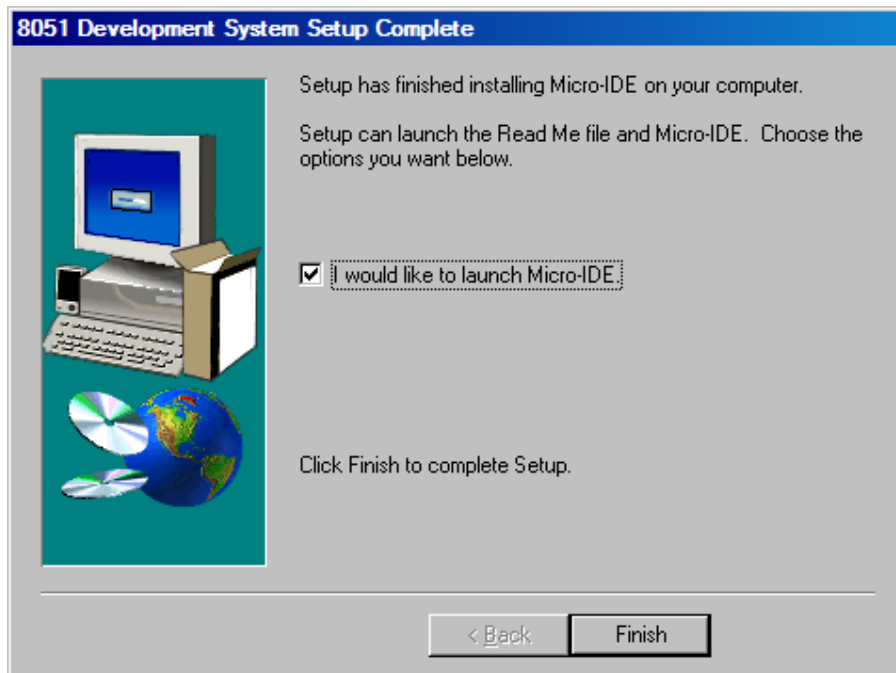 8051 Development System Setup Complete
Setup has finished installing Micro-IDE on your computer.
Setup can launch the Read Me file and Micro-IDE.  Choose the
options you want below.
I would like to launch Micro-IDE.
Click Finish to complete Setup.
< Back
Finish